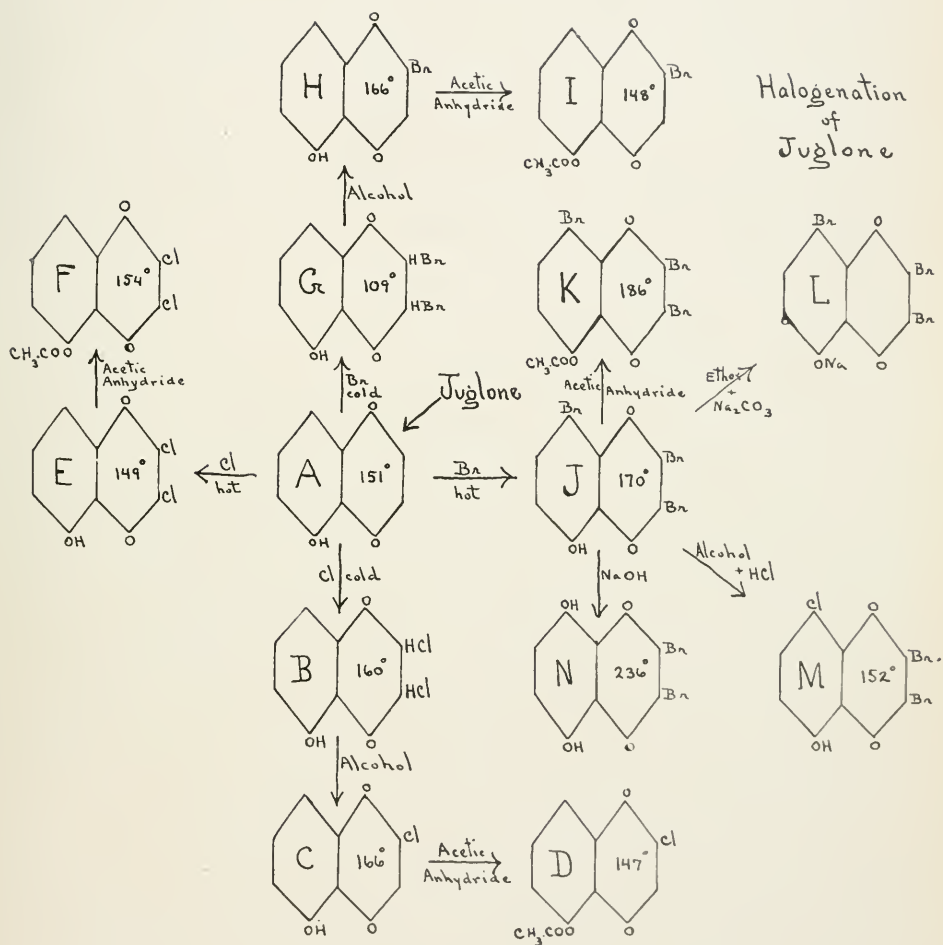 Halogenation
of
Juglone
O
H 166° Br
OH O
Acetic
Anhydride
O
I 148° Br
CH3COO O
Alcohol
O
F 154° Cl
Cl
CH3COO O
O
G 109° HBr
HBr
OH O
Br O
K 186° Br
Br
CH3COO O
Br O
L Br
Br
ONa O
Acetic
Anhydride
Br
cold
Juglone
Acetic Anhydride
+
Na2CO3
O
E 149° Cl
Cl
OH O
Cl
hot
O
A 151°
OH O
Br
hot
Br O
J 170° Br
Br
OH O
Cl cold
NaOH
Alcohol
+ HCl
O
B 160° HCl
HCl
OH O
OH O
N 236° Br
Br
OH O
Cl O
M 152° Br.
Br
OH O
Alcohol
O
C 166° Cl
OH O
Acetic
Anhydride
O
D 147° Cl
CH3COO O